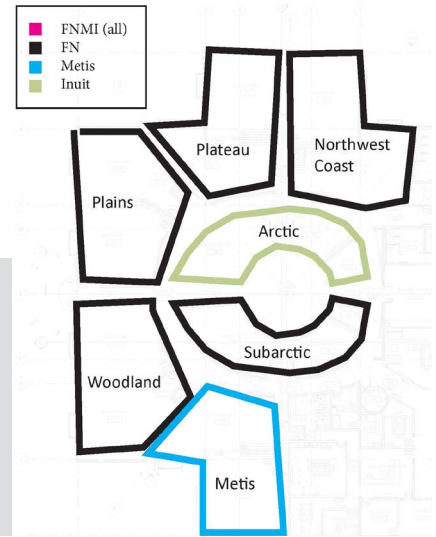 FNMI (all)
FN
Metis
Inuit
Plateau
Northwest
Coast
Plains
Arctic
Subarctic
Woodland
Metis